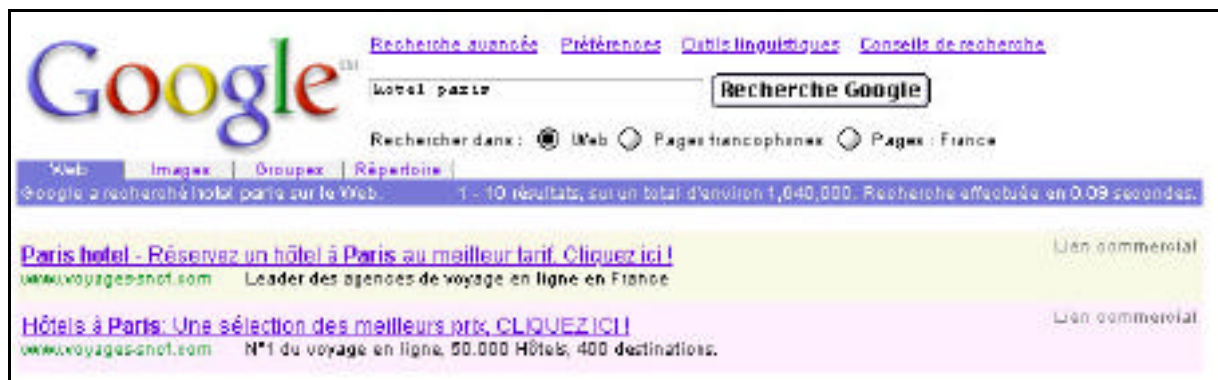 Google
Recherche avancée Préférences Outils linguistiques Conseils de recherche
hotel paris Recherche Google
Rechercher dans : Web Pages francophones Pages : France
Web Images Groupes Répertoire
Google a recherché hotel paris sur le Web. 1 - 10 résultats, sur un total d'environ 1,640,000. Recherche effectuée en 0.09 secondes.
Paris hotel - Réservez un hôtel à Paris au meilleur tarif. Cliquez ici ! Lien commercial
www.voyages-sncf.com Leader des agences de voyage en ligne en France
Hôtels à Paris: Une sélection des meilleurs prix, CLIQUEZ ICI ! Lien commercial
www.voyages-sncf.com N°1 du voyage en ligne, 50.000 Hôtels, 400 destinations.